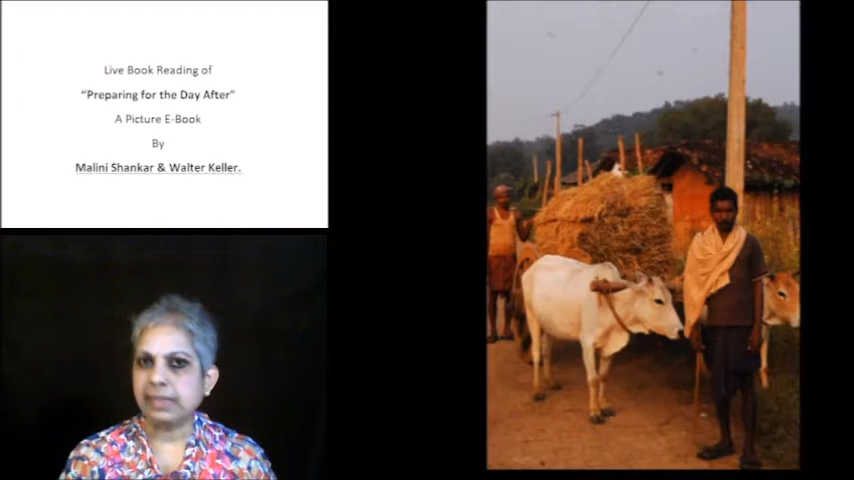 Live Book Reading of
“Preparing for the Day After”
A Picture E-Book
By
Malini Shankar & Walter Keller.